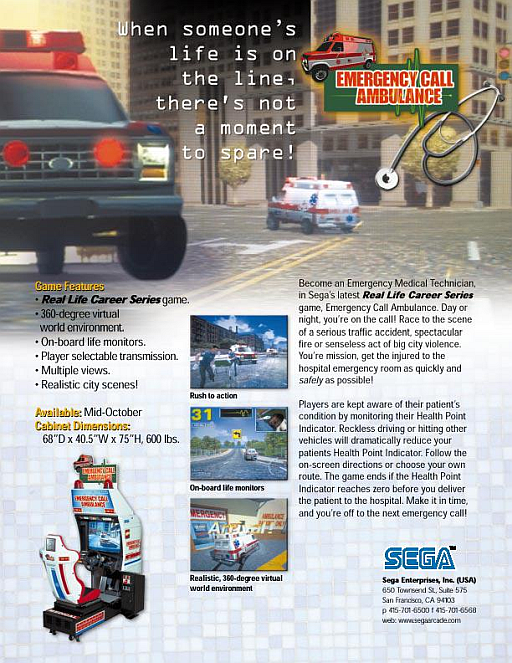 When someone's
life is on
the line,
there's not
a moment
to spare!
EMERGENCY CALL
AMBULANCE
Game Features
• Real Life Career Series game.
• 360-degree virtual
world environment.
• On-board life monitors.
• Player selectable transmission.
• Multiple views.
• Realistic city scenes!
Available: Mid-October
Cabinet Dimensions:
68"D x 40.5"W x 75"H, 600 lbs.
Rush to action
31
On-board life monitors
EMERGENCY
AMBULANCE
Arrival!
Realistic, 360-degree virtual
world environment
EMERGENCY CALL
AMBULANCE
Become an Emergency Medical Technician,
in Sega's latest Real Life Career Series
game, Emergency Call Ambulance. Day or
night, you're on the call! Race to the scene
of a serious traffic accident, spectacular
fire or senseless act of big city violence.
You're mission, get the injured to the
hospital emergency room as quickly and
safely as possible!
Players are kept aware of their patient's
condition by monitoring their Health Point
Indicator. Reckless driving or hitting other
vehicles will dramatically reduce your
patients Health Point Indicator. Follow the
on-screen directions or choose your own
route. The game ends if the Health Point
Indicator reaches zero before you deliver
the patient to the hospital. Make it in time,
and you're off to the next emergency call!
SEGA™
Sega Enterprises, Inc. (USA)
650 Townsend St., Suite 575
San Francisco, CA 94103
p 415-701-6500 f 415-701-6568
web: www.segaarcade.com